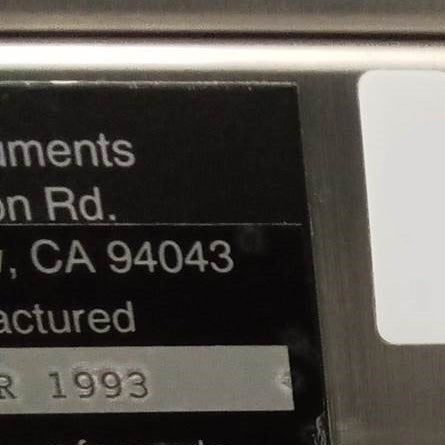 uments
on Rd.
, CA 94043
actured
R 1993